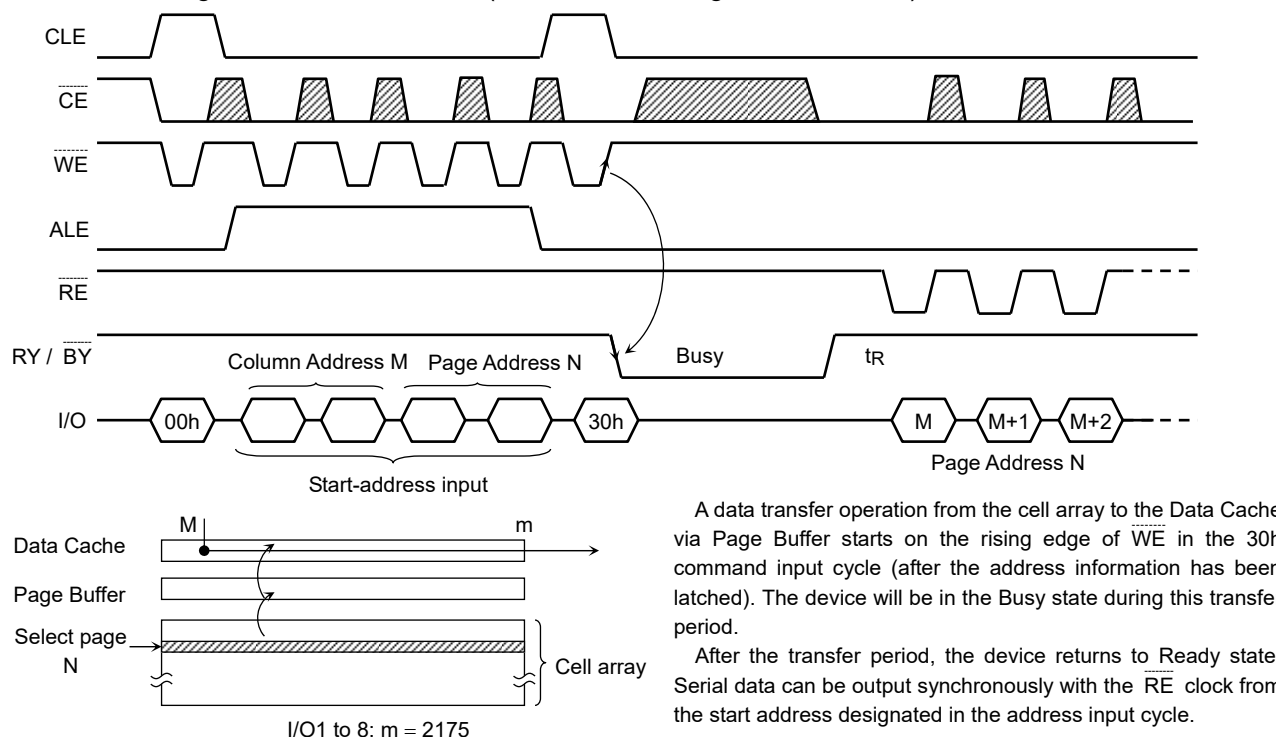 CLE
CE
WE
ALE
RE
RY / BY
Busy
tR
Column Address M
Page Address N
I/O
00h
30h
M
M+1
M+2
Page Address N
Start-address input
M
m
Data Cache
Page Buffer
Select page
N
Cell array
I/O1 to 8: m = 2175
A data transfer operation from the cell array to the Data Cache
via Page Buffer starts on the rising edge of WE in the 30h
command input cycle (after the address information has been
latched). The device will be in the Busy state during this transfe
period.
After the transfer period, the device returns to Ready state
Serial data can be output synchronously with the RE clock from
the start address designated in the address input cycle.